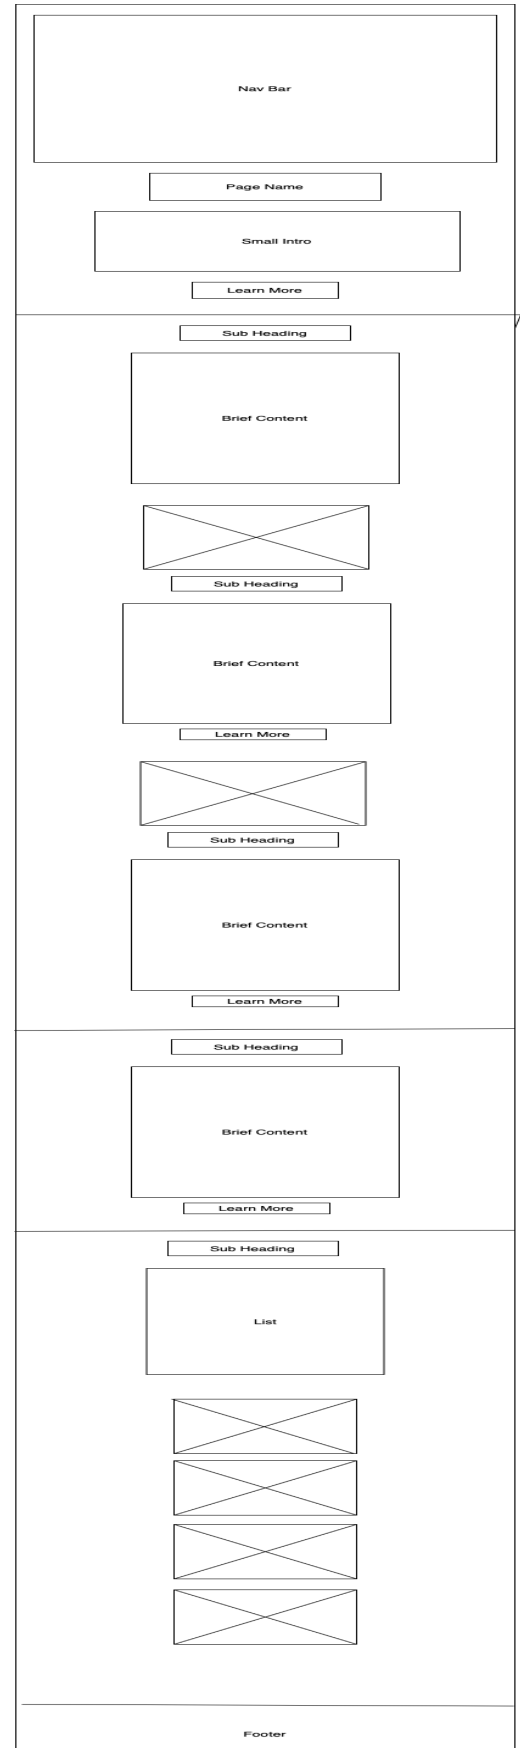 Nav Bar
Page Name
Small Intro
Learn More
Sub Heading
Brief Content
Sub Heading
Brief Content
Learn More
Sub Heading
Brief Content
Learn More
Sub Heading
Brief Content
Learn More
Sub Heading
List
Footer